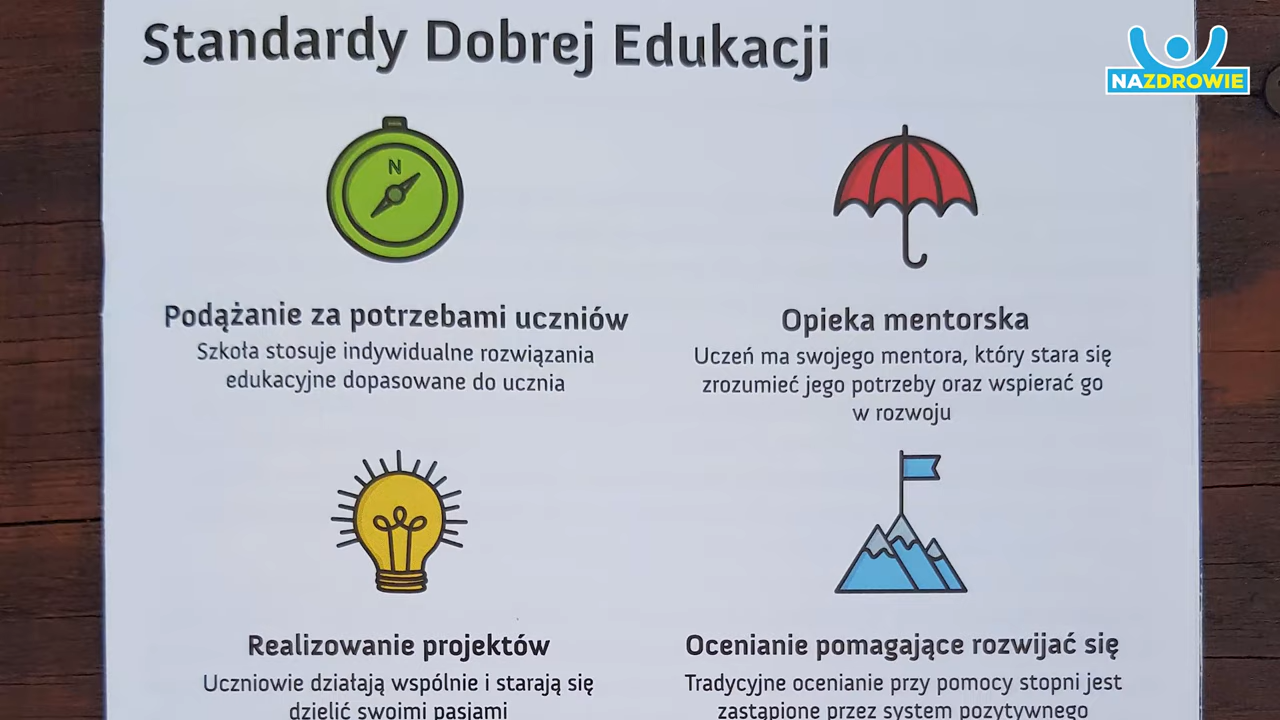 Standardy Dobrej Edukacji
NAZDROWIE
N
Podążanie za potrzebami uczniów
Szkoła stosuje indywidualne rozwiązania
edukacyjne dopasowane do ucznia
Opieka mentorska
Uczeń ma swojego mentora, który stara się
zrozumieć jego potrzeby oraz wspierać go
w rozwoju
Realizowanie projektów
Uczniowie działają wspólnie i starają się
dzielić swoimi pasjami
Ocenianie pomagające rozwijać się
Tradycyjne ocenianie przy pomocy stopni jest
zastąpione przez system pozytywnego